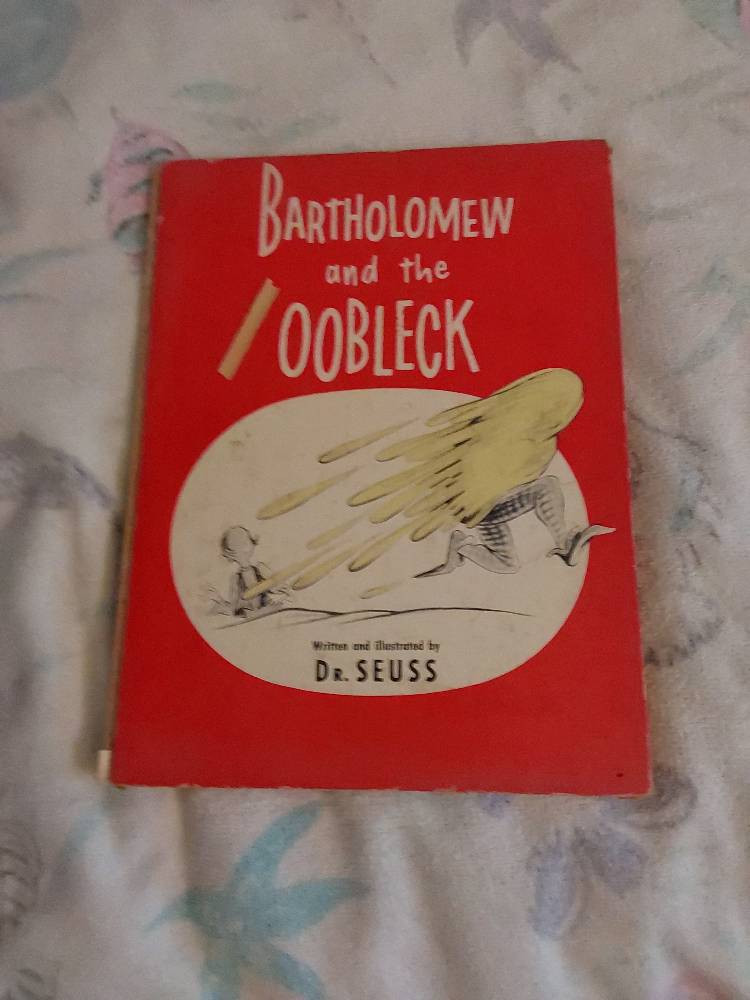 BARTHOLOMEW
and the
OOBLECK
Written and illustrated by
DR. SEUSS